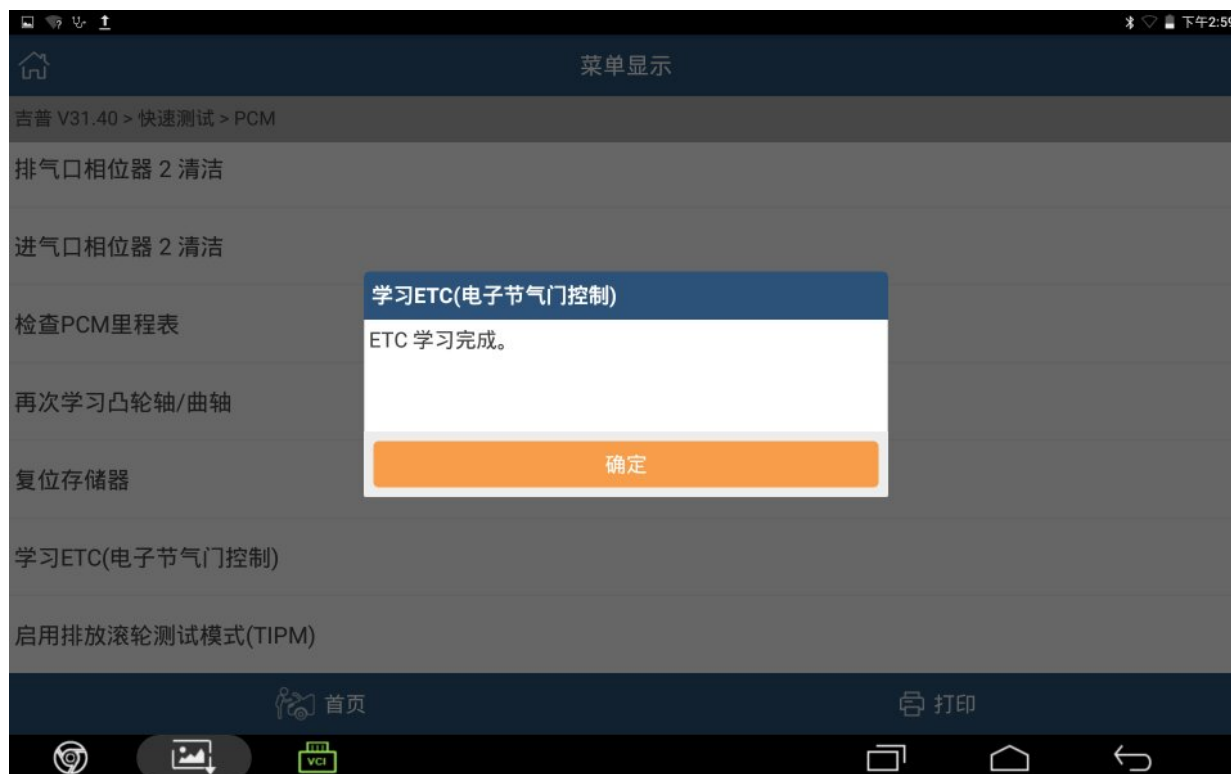 下午2:59
菜单显示
吉普 V31.40 > 快速测试 > PCM
排气口相位器 2 清洁
进气口相位器 2 清洁
检查PCM里程表
再次学习凸轮轴/曲轴
复位存储器
学习ETC(电子节气门控制)
启用排放滚轮测试模式(TIPM)
学习ETC(电子节气门控制)
ETC 学习完成。
确定
首页
打印
VCI